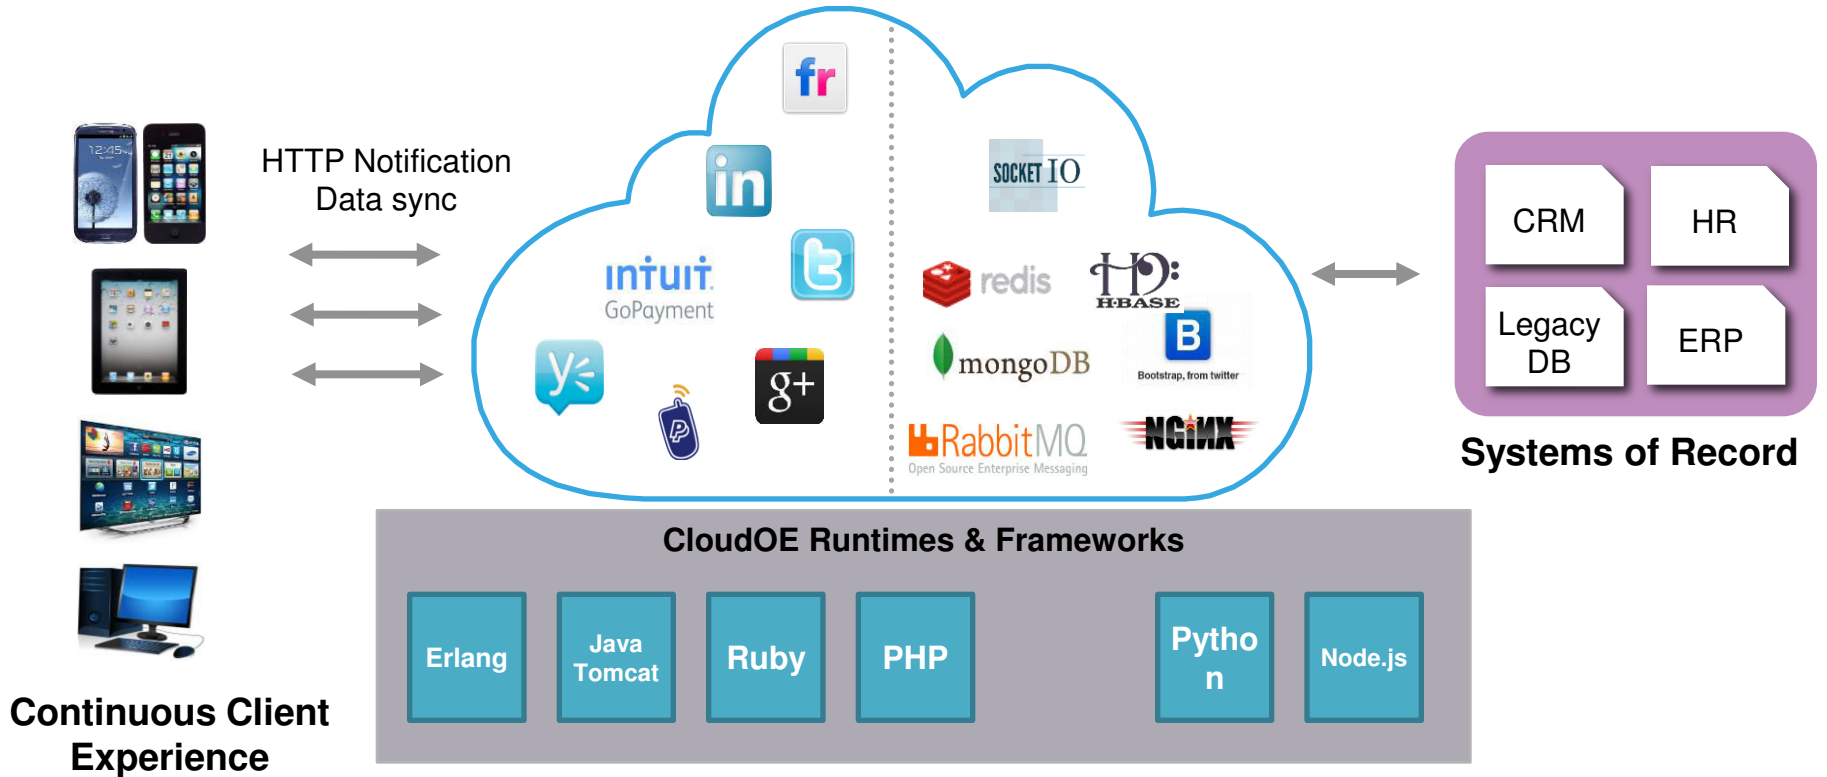 fr
12:45
HTTP Notification
Data sync
in
SOCKET IO
CRM
HR
t
intuit.
GoPayment
redis
H:
H·BASE
Legacy
DB
ERP
y
P
g+
mongoDB
B
Bootstrap, from twitter
RabbitMQ
Open Source Enterprise Messaging
NGiNX
Systems of Record
CloudOE Runtimes & Frameworks
Erlang
Java
Tomcat
Ruby
PHP
Pytho
n
Node.js
Continuous Client
Experience